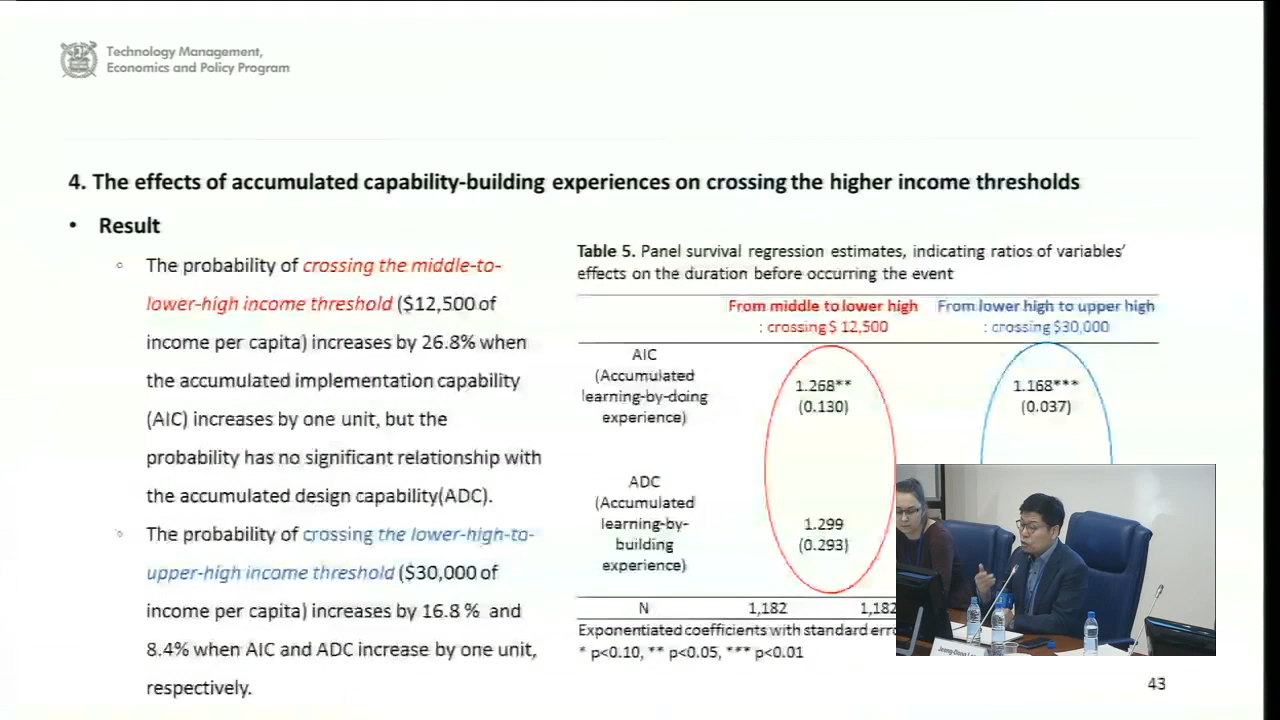 Technology Management,
Economics and Policy Program
4. The effects of accumulated capability-building experiences on crossing the higher income thresholds
• Result
◦ The probability of crossing the middle-to-
lower-high income threshold ($12,500 of
income per capita) increases by 26.8% when
the accumulated implementation capability
(AIC) increases by one unit, but the
probability has no significant relationship with
the accumulated design capability(ADC).
◦ The probability of crossing the lower-high-to-
upper-high income threshold ($30,000 of
income per capita) increases by 16.8 % and
8.4% when AIC and ADC increase by one unit,
respectively.
Table 5. Panel survival regression estimates, indicating ratios of variables'
effects on the duration before occurring the event
From middle to lower high
: crossing $ 12,500
From lower high to upper high
: crossing $30,000
AIC
(Accumulated
learning-by-doing
experience)
1.268**
(0.130)
1.168***
(0.037)
ADC
(Accumulated
learning-by-
building
experience)
1.299
(0.293)
N 1,182 1,182
Exponentiated coefficients with standard erro
* p<0.10, ** p<0.05, *** p<0.01
43